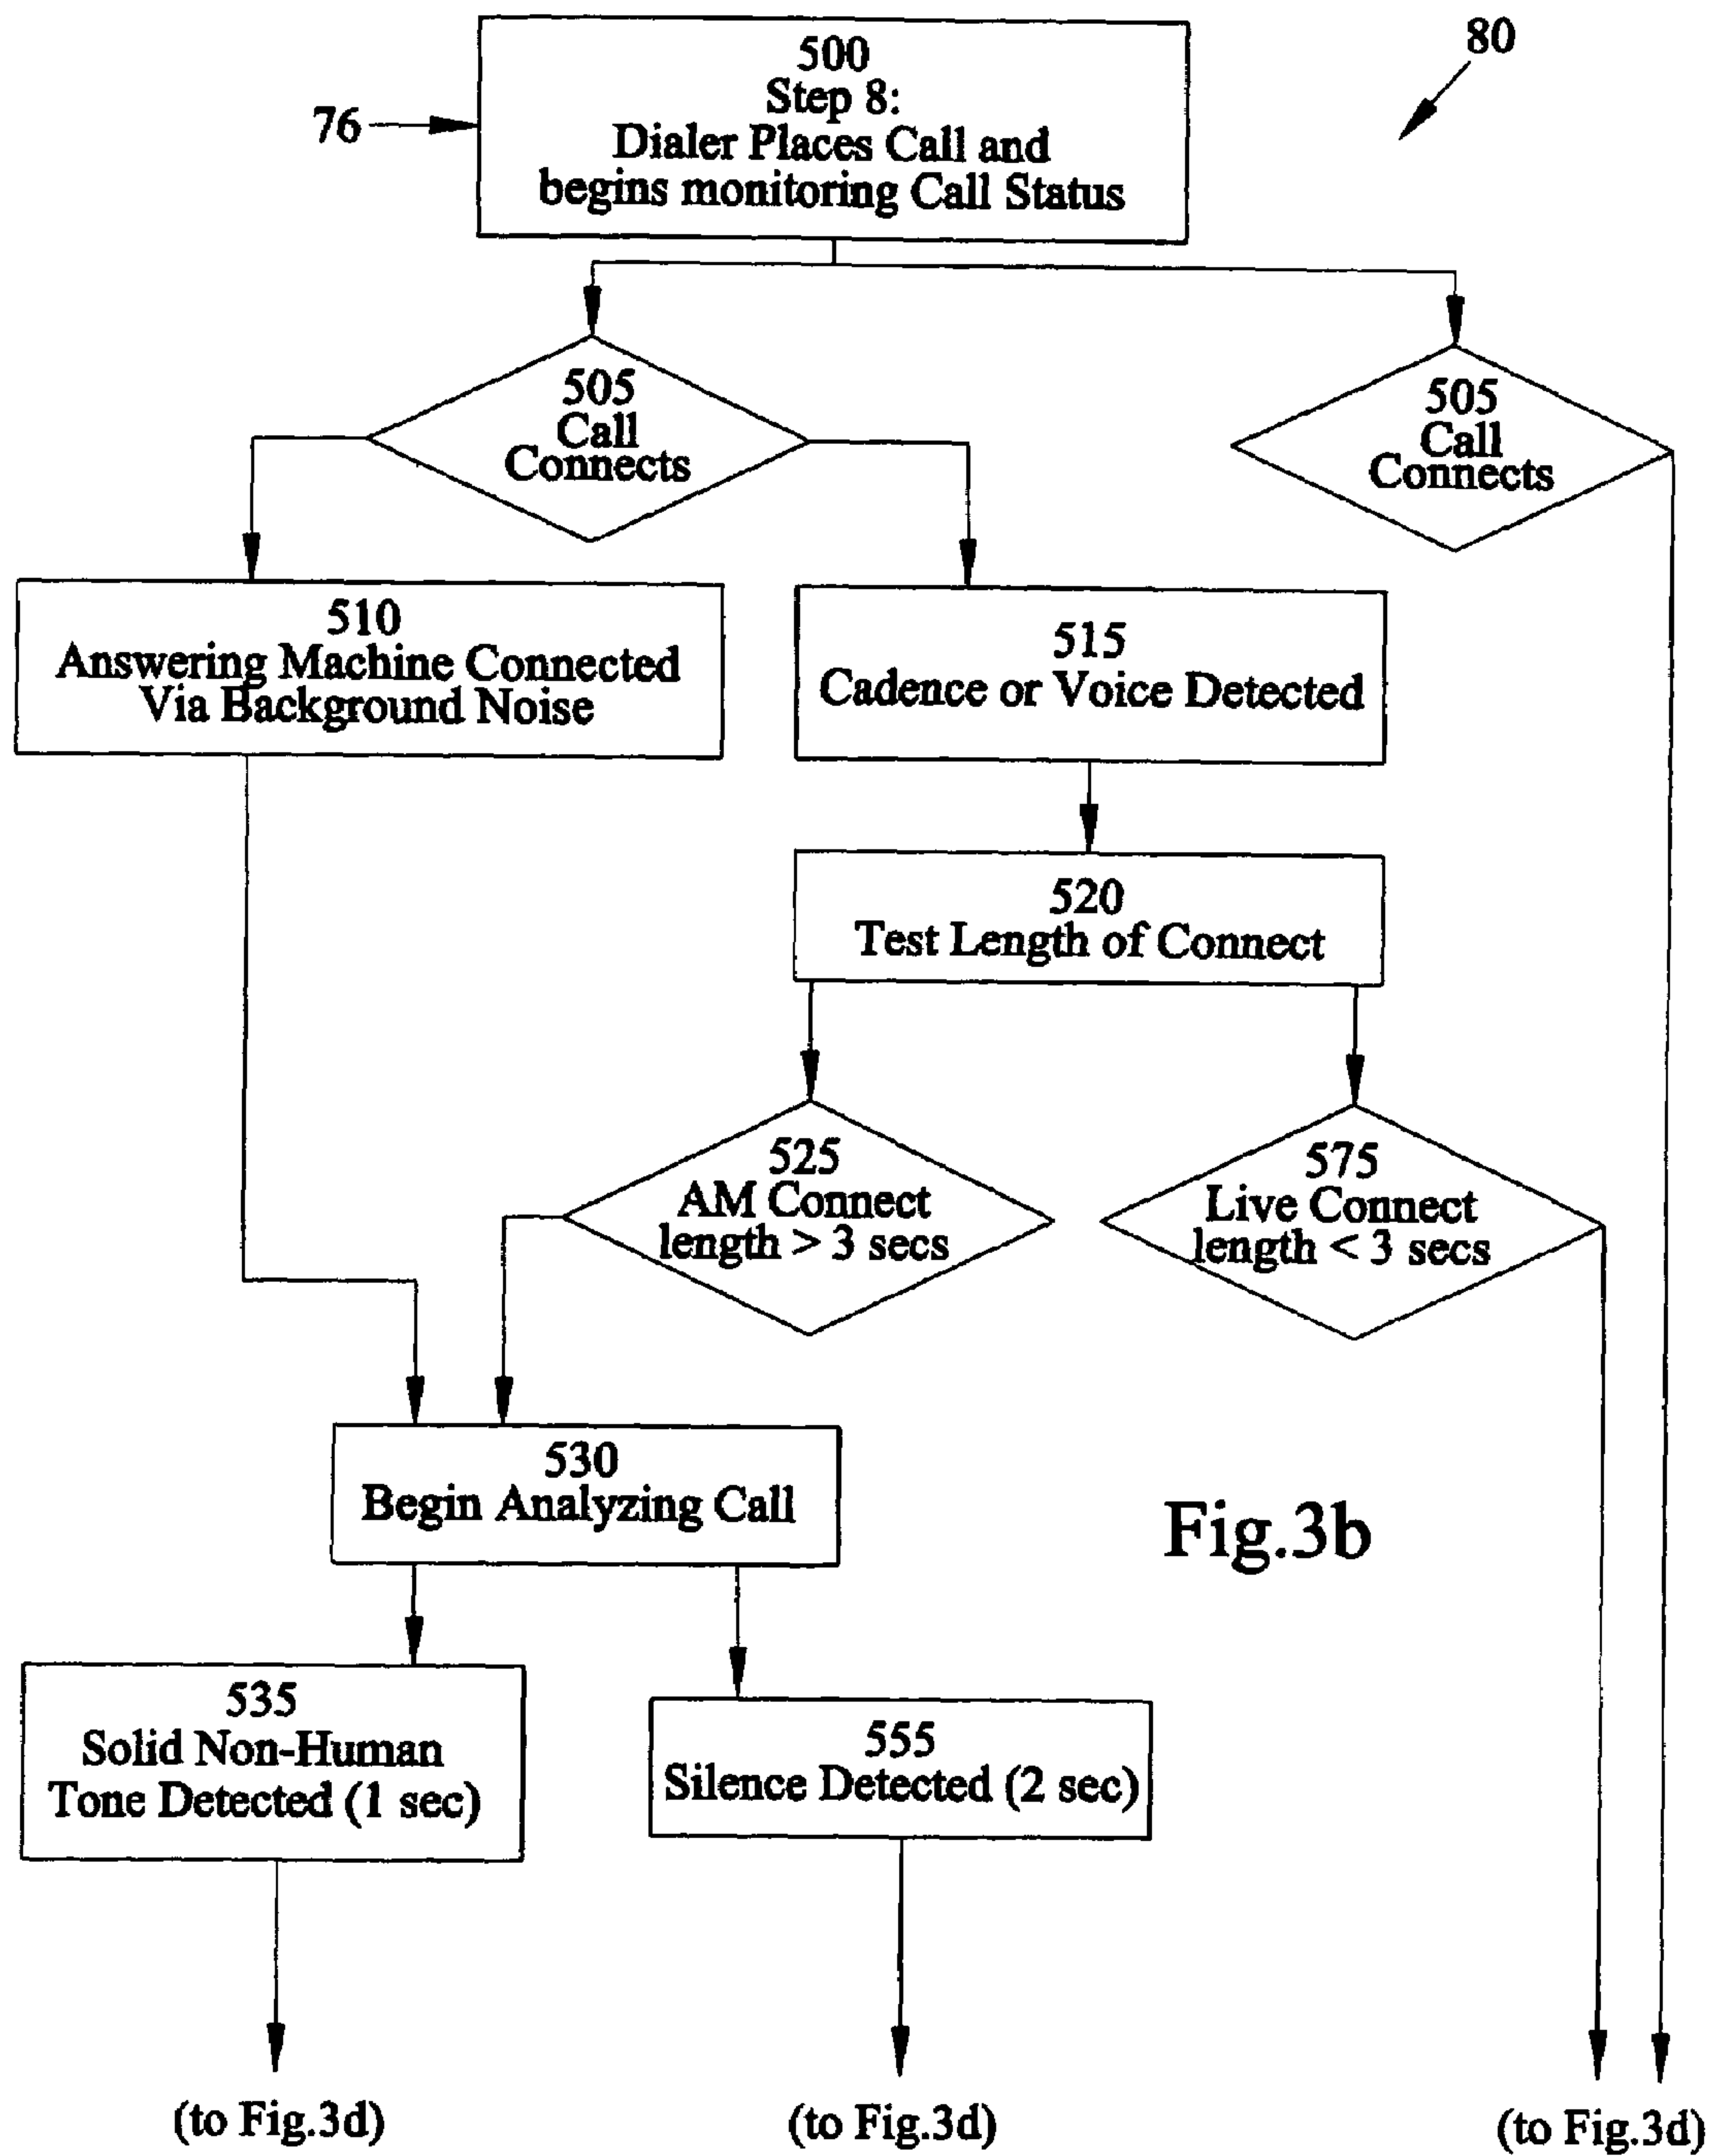 500
Step 8:
Dialer Places Call and
begins monitoring Call Status
76
80
505
Call
Connects
505
Call
Connects
510
Answering Machine Connected
Via Background Noise
515
Cadence or Voice Detected
520
Test Length of Connect
525
AM Connect
length > 3 secs
575
Live Connect
length < 3 secs
530
Begin Analyzing Call
Fig.3b
535
Solid Non-Human
Tone Detected (1 sec)
555
Silence Detected (2 sec)
(to Fig.3d)
(to Fig.3d)
(to Fig.3d)